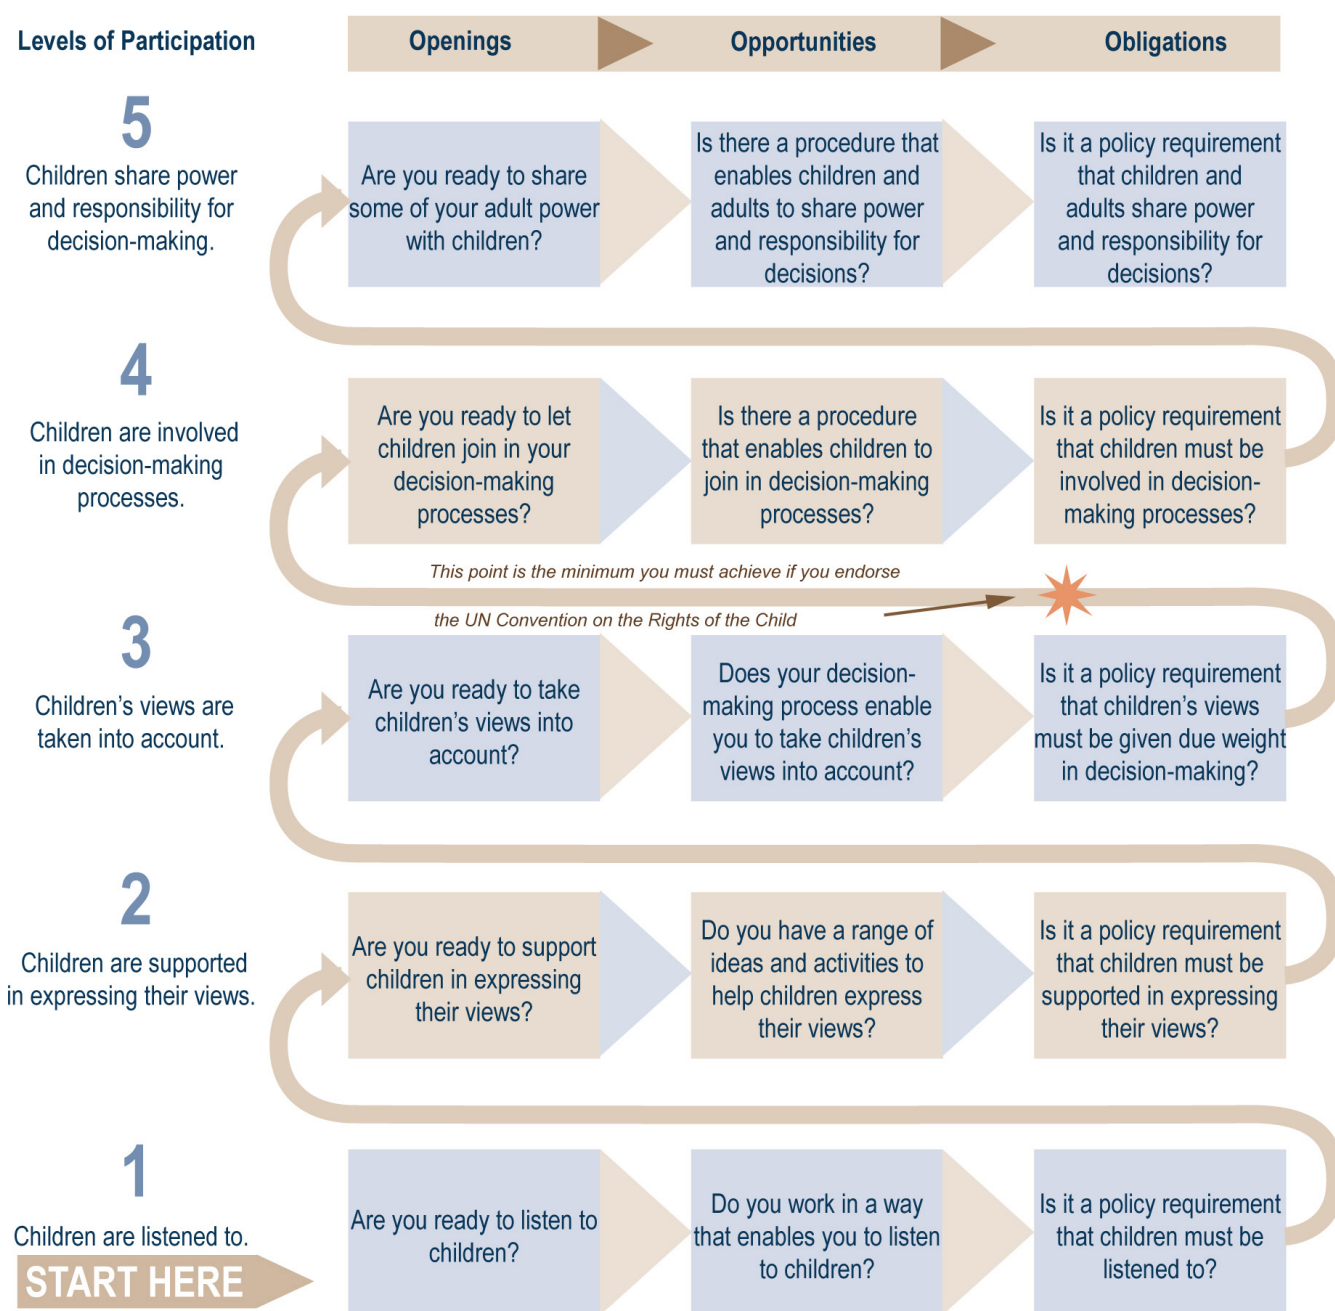 Levels of Participation
Openings
Opportunities
Obligations
5
Children share power
and responsibility for
decision-making.
Are you ready to share
some of your adult power
with children?
Is there a procedure that
enables children and
adults to share power
and responsibility for
decisions?
Is it a policy requirement
that children and
adults share power
and responsibility for
decisions?
4
Children are involved
in decision-making
processes.
Are you ready to let
children join in your
decision-making
processes?
Is there a procedure
that enables children to
join in decision-making
processes?
Is it a policy requirement
that children must be
involved in decision-
making processes?
This point is the minimum you must achieve if you endorse
the UN Convention on the Rights of the Child
3
Children’s views are
taken into account.
Are you ready to take
children’s views into
account?
Does your decision-
making process enable
you to take children’s
views into account?
Is it a policy requirement
that children’s views
must be given due weight
in decision-making?
2
Children are supported
in expressing their views.
Are you ready to support
children in expressing
their views?
Do you have a range of
ideas and activities to
help children express
their views?
Is it a policy requirement
that children must be
supported in expressing
their views?
1
Children are listened to.
START HERE
Are you ready to listen to
children?
Do you work in a way
that enables you to listen
to children?
Is it a policy requirement
that children must be
listened to?